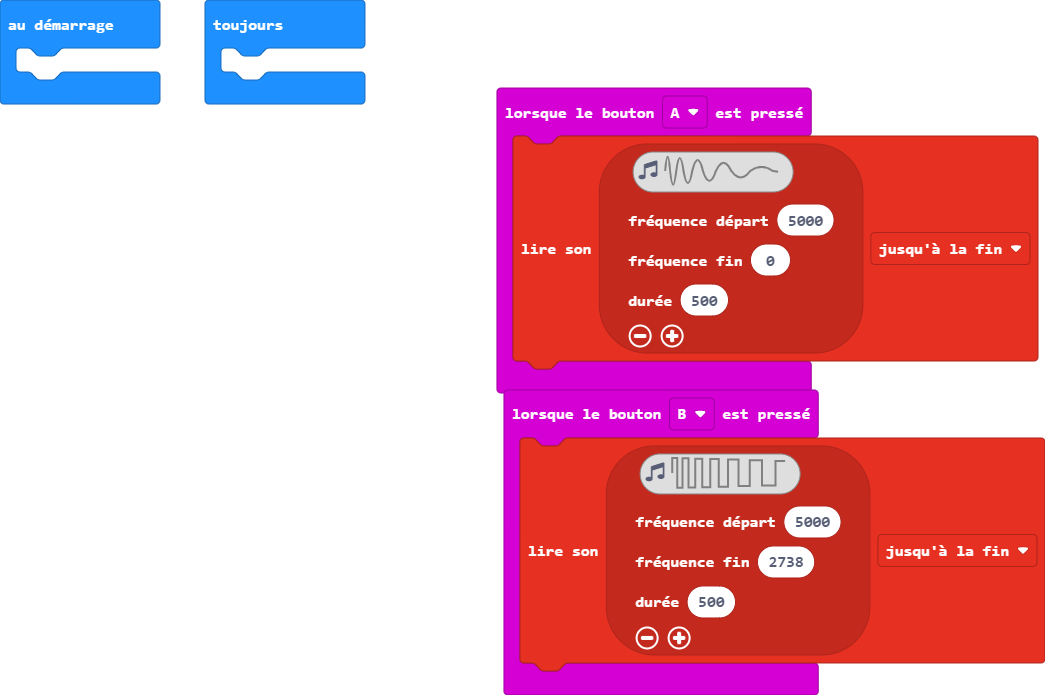 au démarrage
toujours
lorsque le bouton A est pressé
fréquence départ 5000
lire son
fréquence fin 0
jusqu'à la fin
durée 500
lorsque le bouton B est pressé
fréquence départ 5000
lire son
fréquence fin 2738
jusqu'à la fin
durée 500